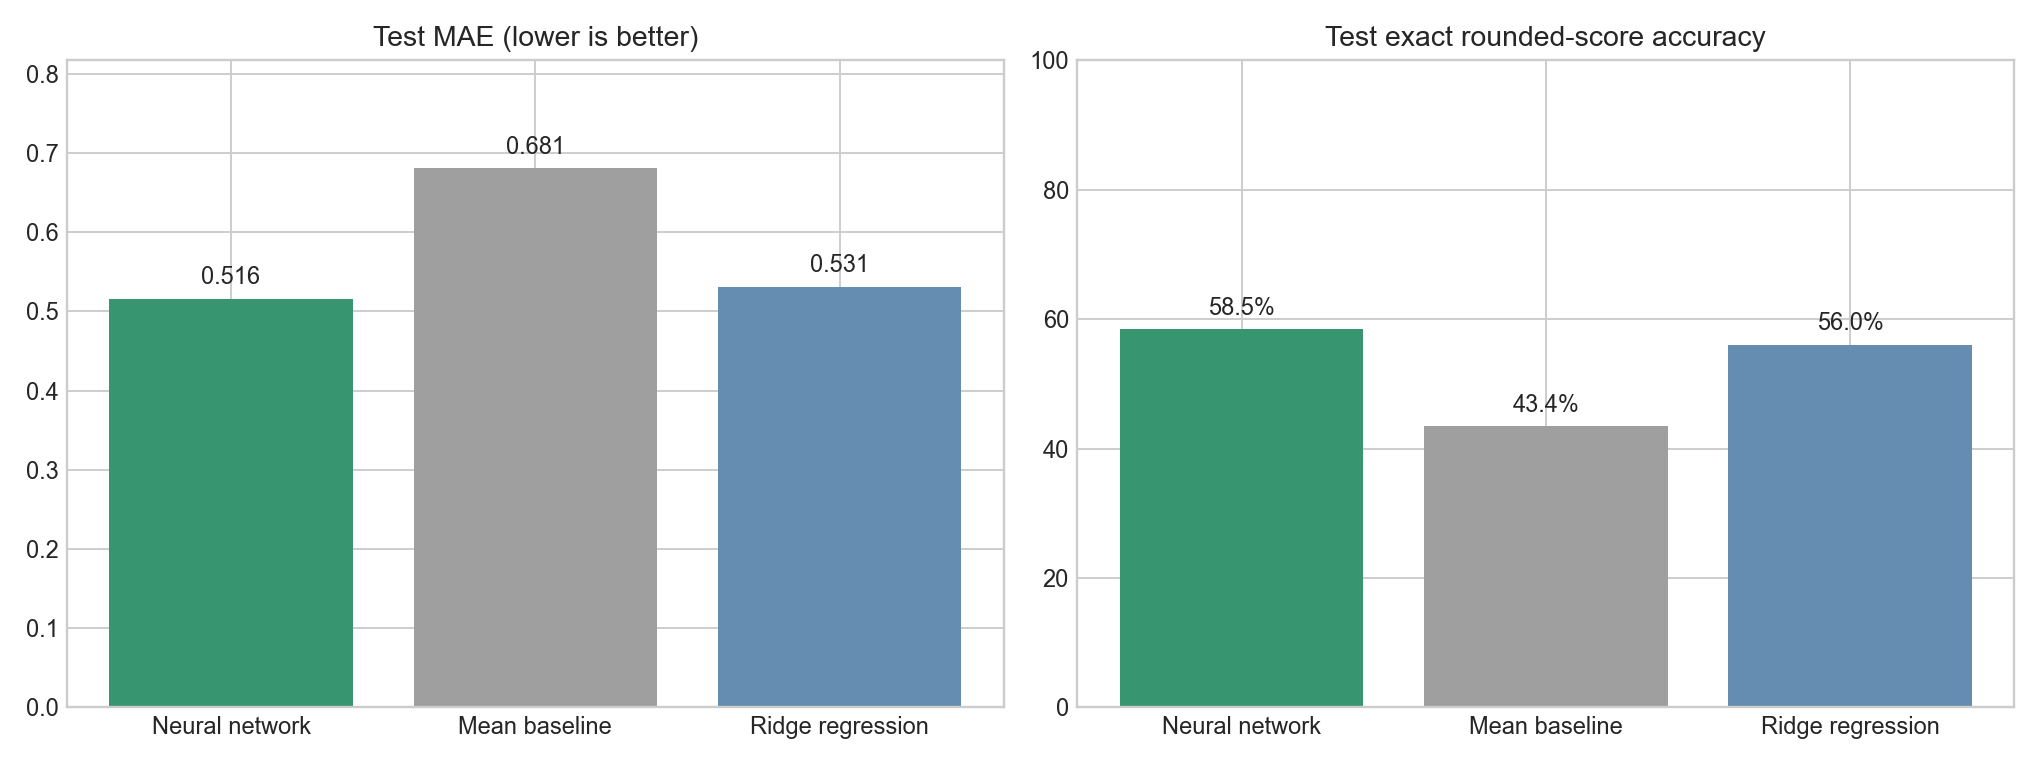 Test MAE (lower is better)
0.8
0.7
0.6
0.5
0.4
0.3
0.2
0.1
0.0
0.516
0.681
0.531
Neural network
Mean baseline
Ridge regression
Test exact rounded-score accuracy
100
80
60
40
20
0
58.5%
43.4%
56.0%
Neural network
Mean baseline
Ridge regression